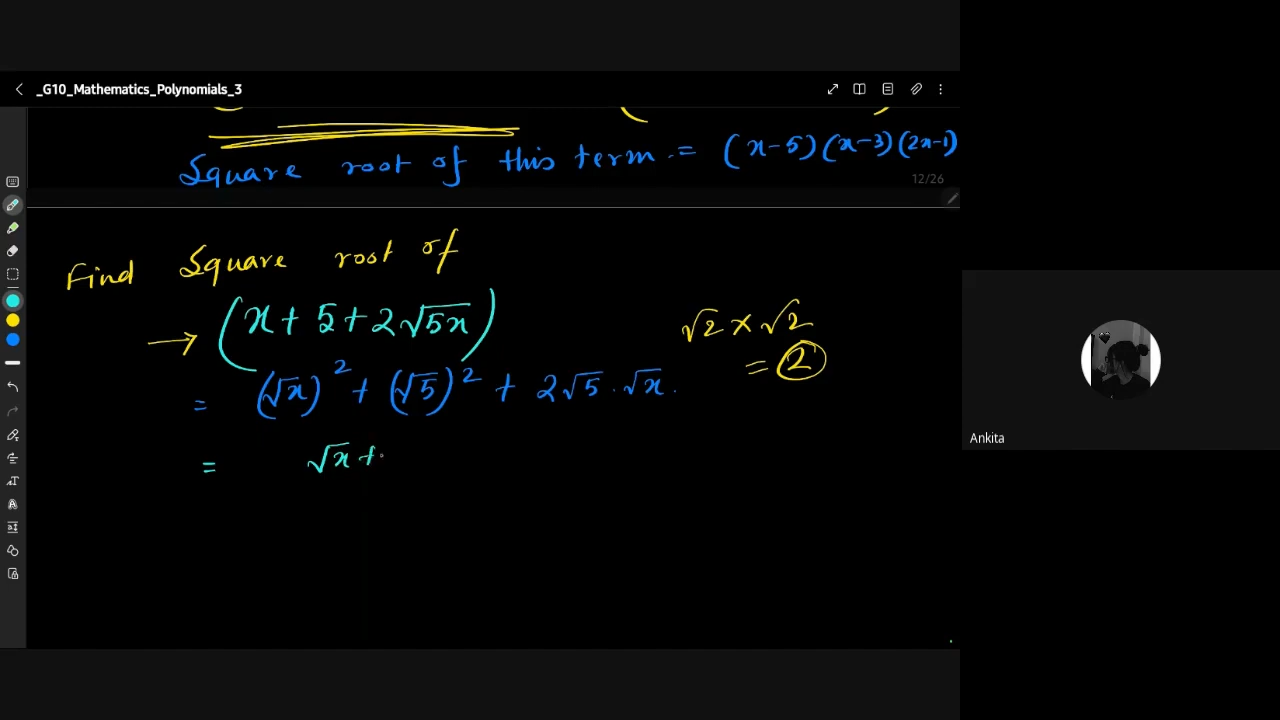 _G10_Mathematics_Polynomials_3
Square root of this term = (x-5)(x-3)(2x-1)
12/26
Find Square root of
→ (x + 5 + 2√5x)
= (√x)² + (√5)² + 2√5 . √x .
= √x +
√2 × √2
= 2
Ankita